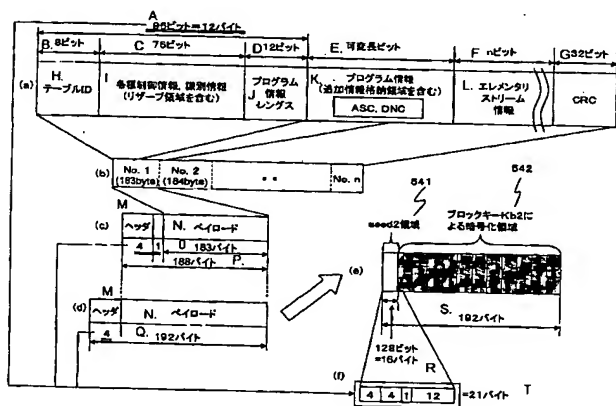 A
95ビット=12バイト
B. 8ビット
C 75ビット
D 12ビット
E. 可変長ビット
F nビット
G 32ビット
(a)
H. テーブルID
I 各種制御情報, 識別情報 (リザーブ領域を含む)
J プログラム情報レングス
K プログラム情報 (追加情報格納領域を含む)
ASC, DNC
L. エレメンタリストリーム情報
CRC
(b)
No. 1 (183byte)
No. 2 (184byte)
・・
No. n
541
542
M
(c)
ヘッダ
N. ペイロード
4
1
O 183バイト
188バイト P.
seed2領域
ブロックキーKb2による暗号化領域
(e)
M
(d)
ヘッダ
N. ペイロード
4
Q. 192バイト
S. 192バイト
128ビット=16バイト
R
(f)
4 4 1 12
=21バイト
T